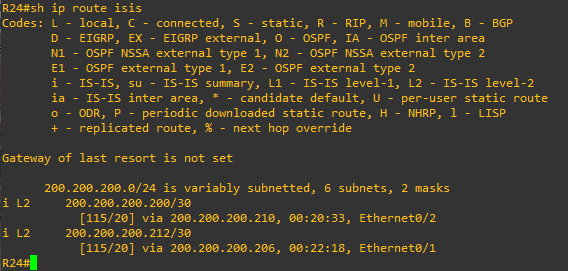 R24#sh ip route isis
Codes: L - local, C - connected, S - static, R - RIP, M - mobile, B - BGP
       D - EIGRP, EX - EIGRP external, O - OSPF, IA - OSPF inter area
       N1 - OSPF NSSA external type 1, N2 - OSPF NSSA external type 2
       E1 - OSPF external type 1, E2 - OSPF external type 2
       i - IS-IS, su - IS-IS summary, L1 - IS-IS level-1, L2 - IS-IS level-2
       ia - IS-IS inter area, * - candidate default, U - per-user static route
       o - ODR, P - periodic downloaded static route, H - NHRP, l - LISP
       + - replicated route, % - next hop override
Gateway of last resort is not set
      200.200.200.0/24 is variably subnetted, 6 subnets, 2 masks
i L2     200.200.200.200/30
           [115/20] via 200.200.200.210, 00:20:33, Ethernet0/2
i L2     200.200.200.212/30
           [115/20] via 200.200.200.206, 00:22:18, Ethernet0/1
R24#